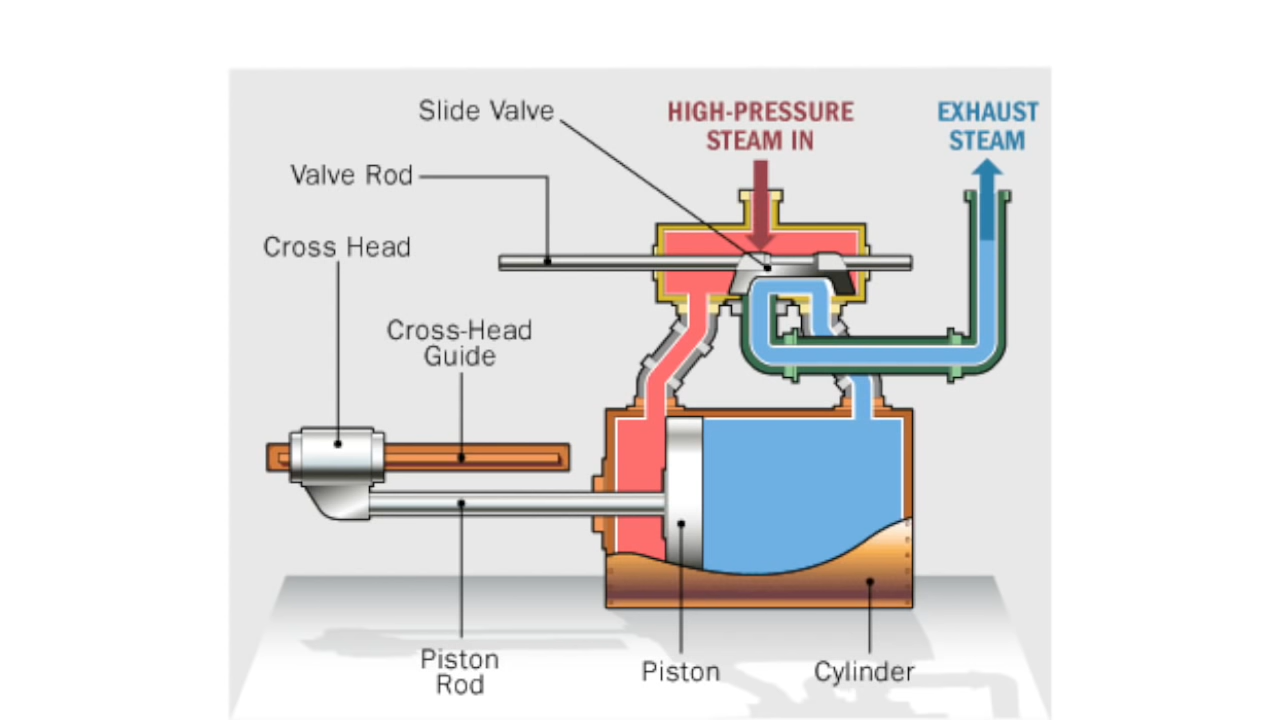 Slide Valve
HIGH-PRESSURE
STEAM IN
EXHAUST
STEAM
Valve Rod
Cross Head
Cross-Head
Guide
Piston
Rod
Piston
Cylinder